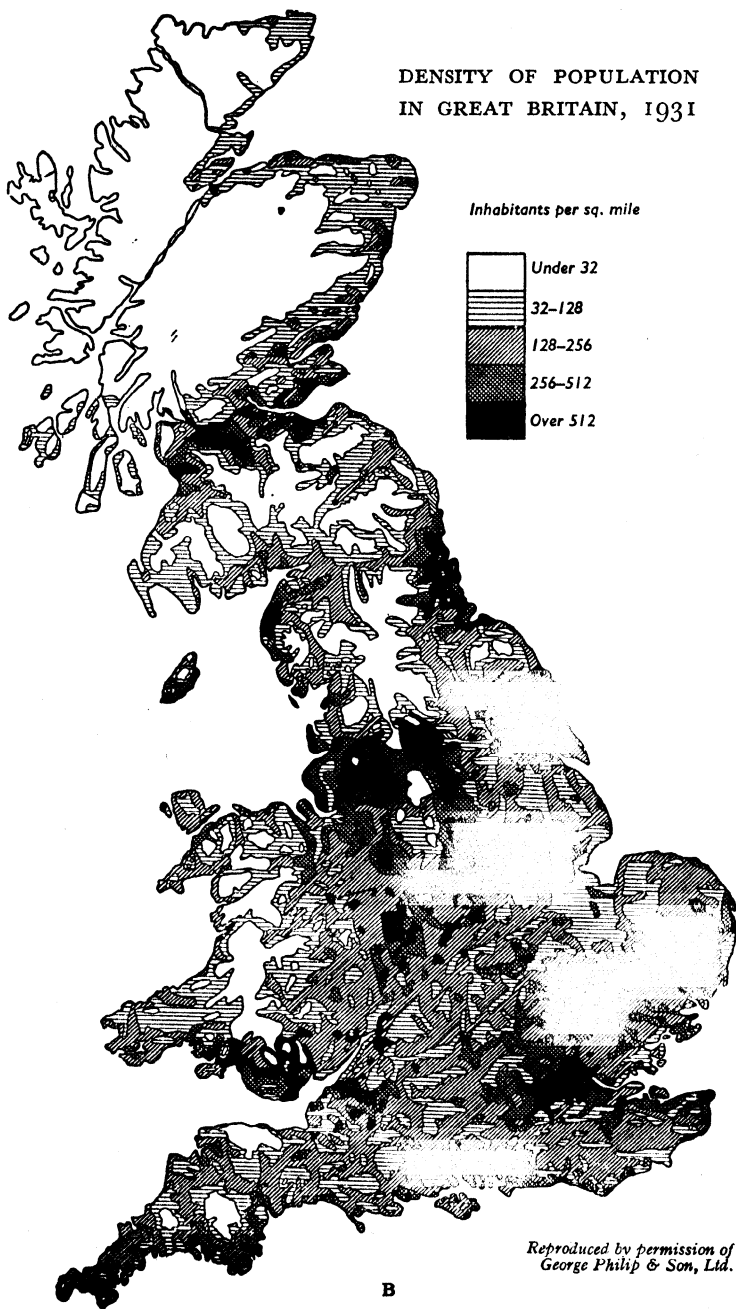 DENSITY OF POPULATION
IN GREAT BRITAIN, 1931
Inhabitants per sq. mile
Under 32
32–128
128–256
256–512
Over 512
Reproduced by permission of
George Philip & Son, Ltd.
B